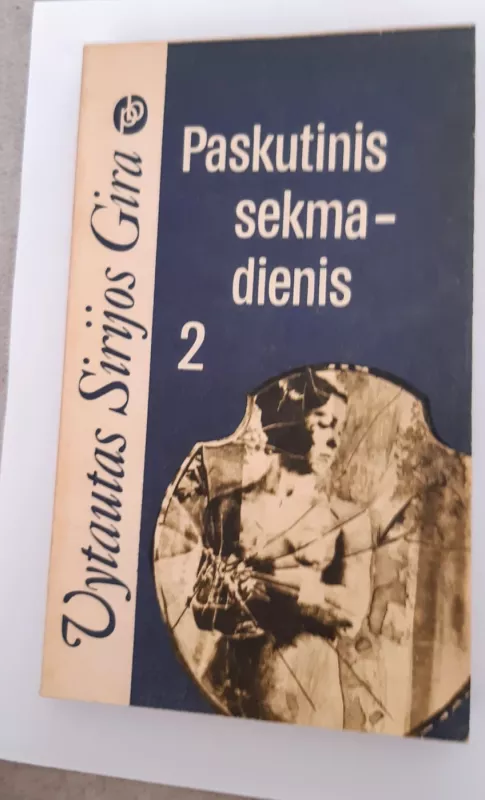 Vytautas Sirijos Gira
Paskutinis
sekma-
dienis
2